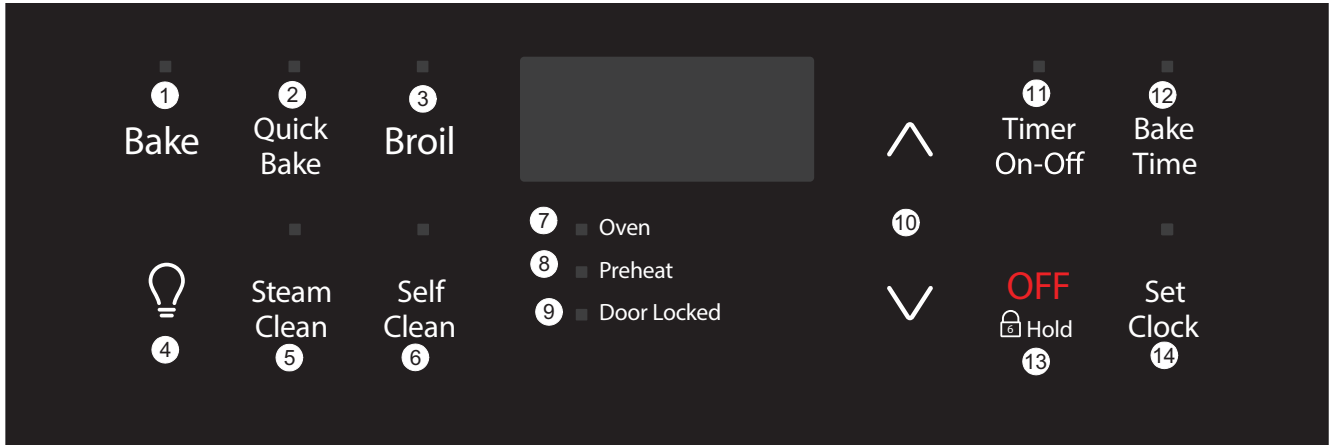 1
Bake
2
Quick
Bake
3
Broil
4
5
Steam
Clean
6
Self
Clean
7 Oven
8 Preheat
9 Door Locked
10
11
Timer
On-Off
12
Bake
Time
OFF
6 Hold
13
Set
Clock
14